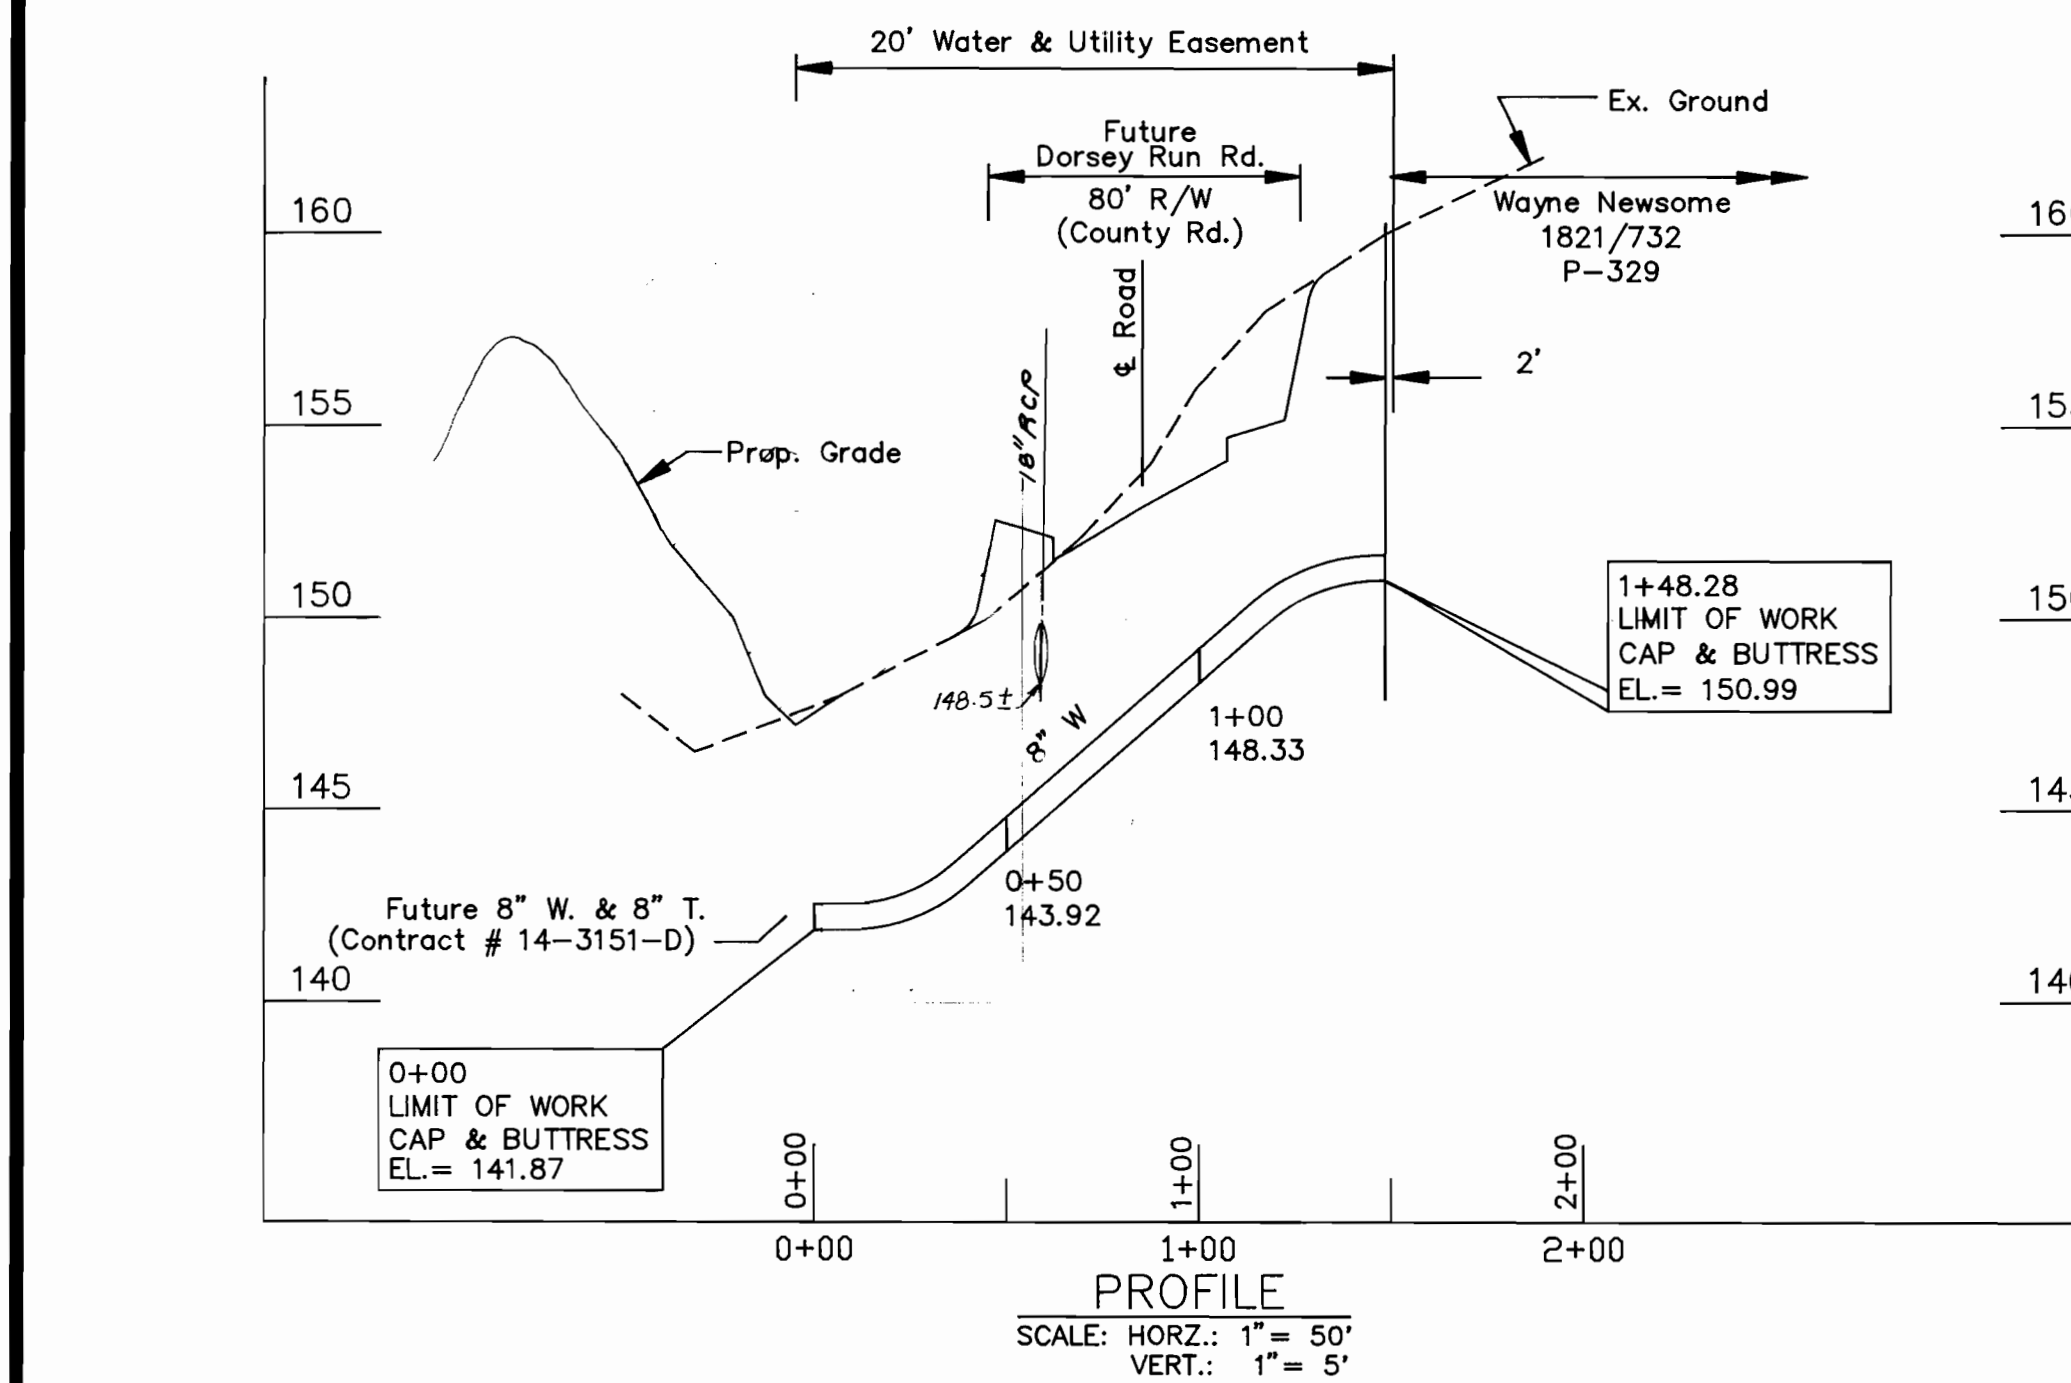 20' Water & Utility Easement
Ex. Ground
Future
Dorsey Run Rd.
80' R/W
(County Rd.)
Wayne Newsome
1821/732
P-329
℄ Road
2'
160
155
150
145
140
18" RCP
Prop. Grade
148.5±
8" W
1+00
148.33
1+48.28
LIMIT OF WORK
CAP & BUTTRESS
EL.= 150.99
0+50
143.92
Future 8" W. & 8" T.
(Contract # 14-3151-D)
0+00
LIMIT OF WORK
CAP & BUTTRESS
EL.= 141.87
0+00
1+00
2+00
0+00
1+00
2+00
PROFILE
SCALE: HORZ.: 1"= 50'
VERT.: 1"= 5'